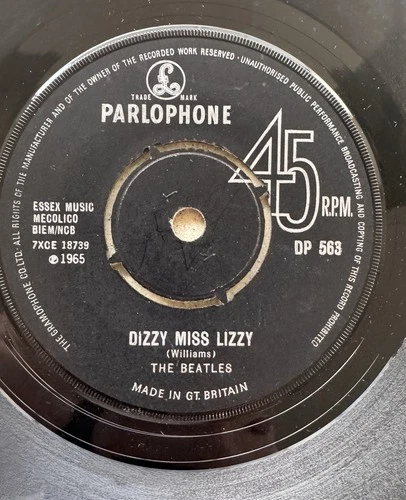 THE GRAMOPHONE CO. LTD. ALL RIGHTS OF THE MANUFACTURER AND OF THE OWNER OF THE RECORDED WORK RESERVED · UNAUTHORISED PUBLIC PERFORMANCE BROADCASTING AND COPYING OF THIS RECORD PROHIBITED
£
TRADE MARK
PARLOPHONE
45 R.P.M.
ESSEX MUSIC
MECOLICO
BIEM/NCB
7XCE 18739
℗1965
DP 563
DIZZY MISS LIZZY
(Williams)
THE BEATLES
MADE IN GT. BRITAIN